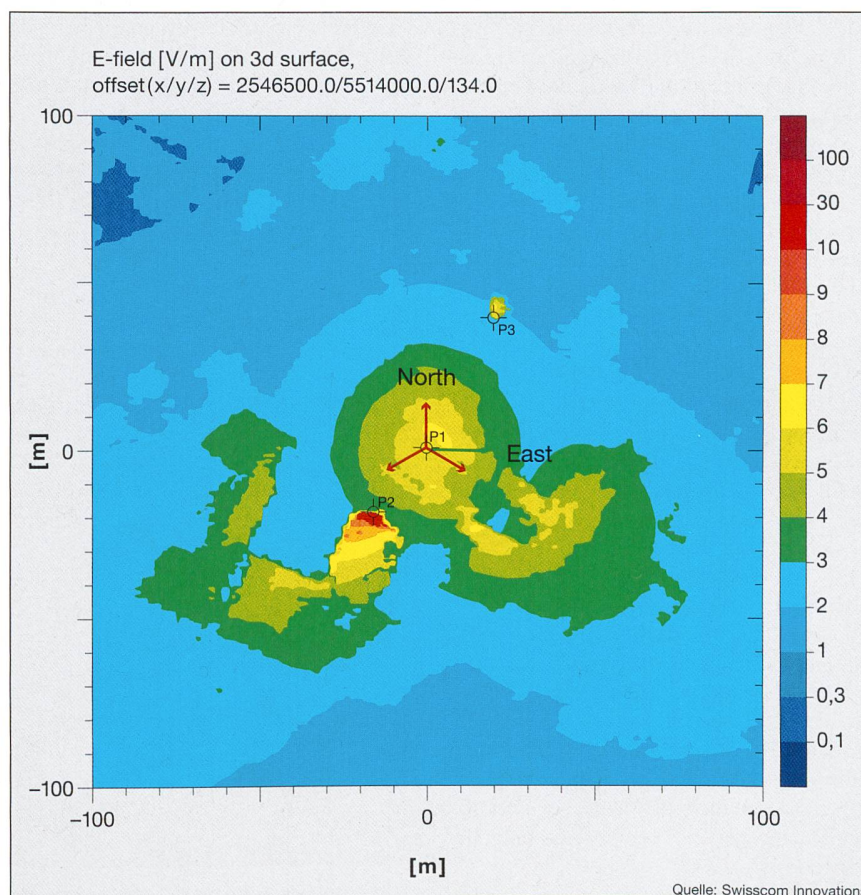 E-field [V/m] on 3d surface,
offset(x/y/z) = 2546500.0/5514000.0/134.0
100
0
-100
[m]
North
P1
East
P2
P3
-100
0
100
[m]
100
30
10
9
8
7
6
5
4
3
2
1
0,3
0,1
Quelle: Swisscom Innovation